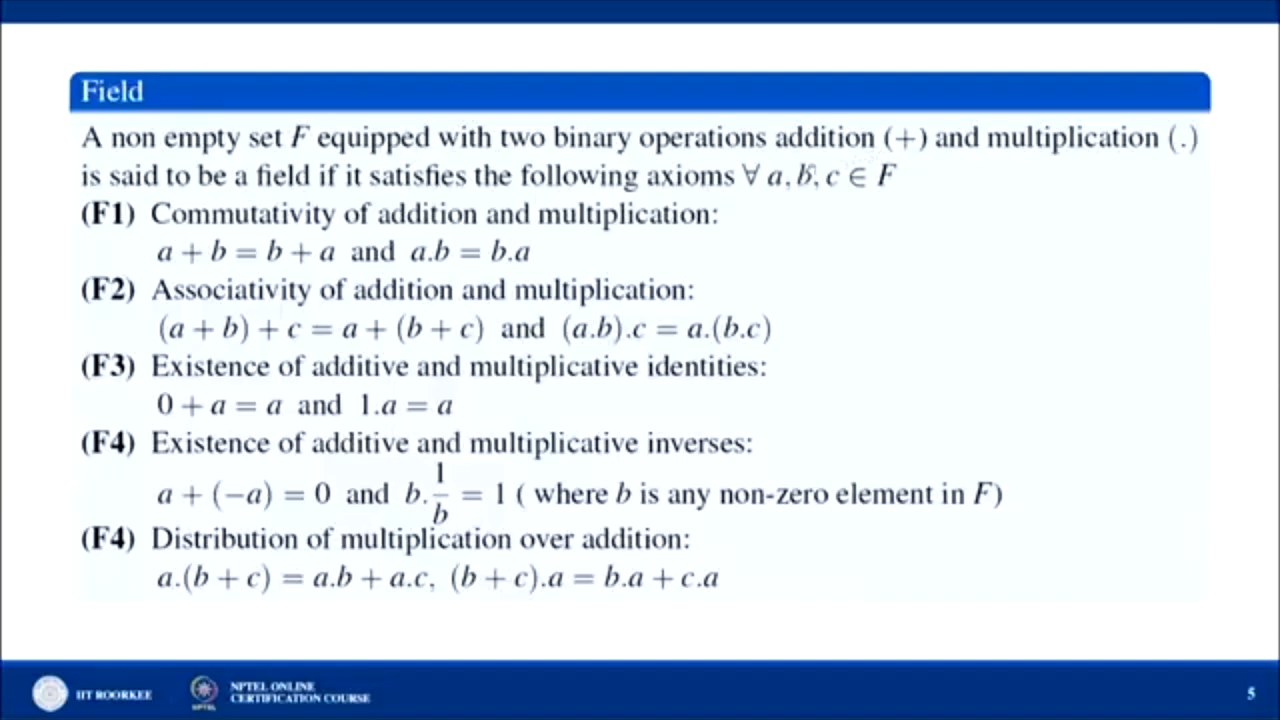 Field
A non empty set F equipped with two binary operations addition (+) and multiplication (.)
is said to be a field if it satisfies the following axioms ∀ a, b, c ∈ F
(F1) Commutativity of addition and multiplication:
a + b = b + a and a.b = b.a
(F2) Associativity of addition and multiplication:
(a + b) + c = a + (b + c) and (a.b).c = a.(b.c)
(F3) Existence of additive and multiplicative identities:
0 + a = a and 1.a = a
(F4) Existence of additive and multiplicative inverses:
a + (−a) = 0 and b.1/b = 1 ( where b is any non-zero element in F)
(F4) Distribution of multiplication over addition:
a.(b + c) = a.b + a.c, (b + c).a = b.a + c.a
IIT ROORKEE
NPTEL
NPTEL ONLINE
CERTIFICATION COURSE
5